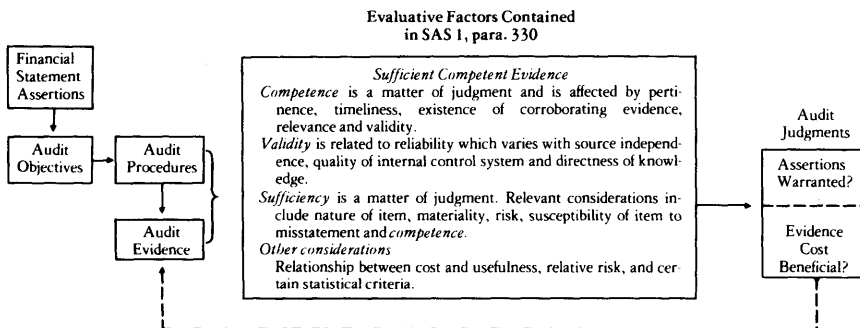 Evaluative Factors Contained
in SAS 1, para. 330
Financial
Statement
Assertions
Audit
Objectives
Audit
Procedures
Audit
Evidence
Sufficient Competent Evidence
Competence is a matter of judgment and is affected by perti-
nence, timeliness, existence of corroborating evidence,
relevance and validity.
Validity is related to reliability which varies with source independ-
ence, quality of internal control system and directness of knowl-
edge.
Sufficiency is a matter of judgment. Relevant considerations in-
clude nature of item, materiality, risk, susceptibility of item to
misstatement and competence.
Other considerations
Relationship between cost and usefulness, relative risk, and cer-
tain statistical criteria.
Audit
Judgments
Assertions
Warranted?
Evidence
Cost
Beneficial?